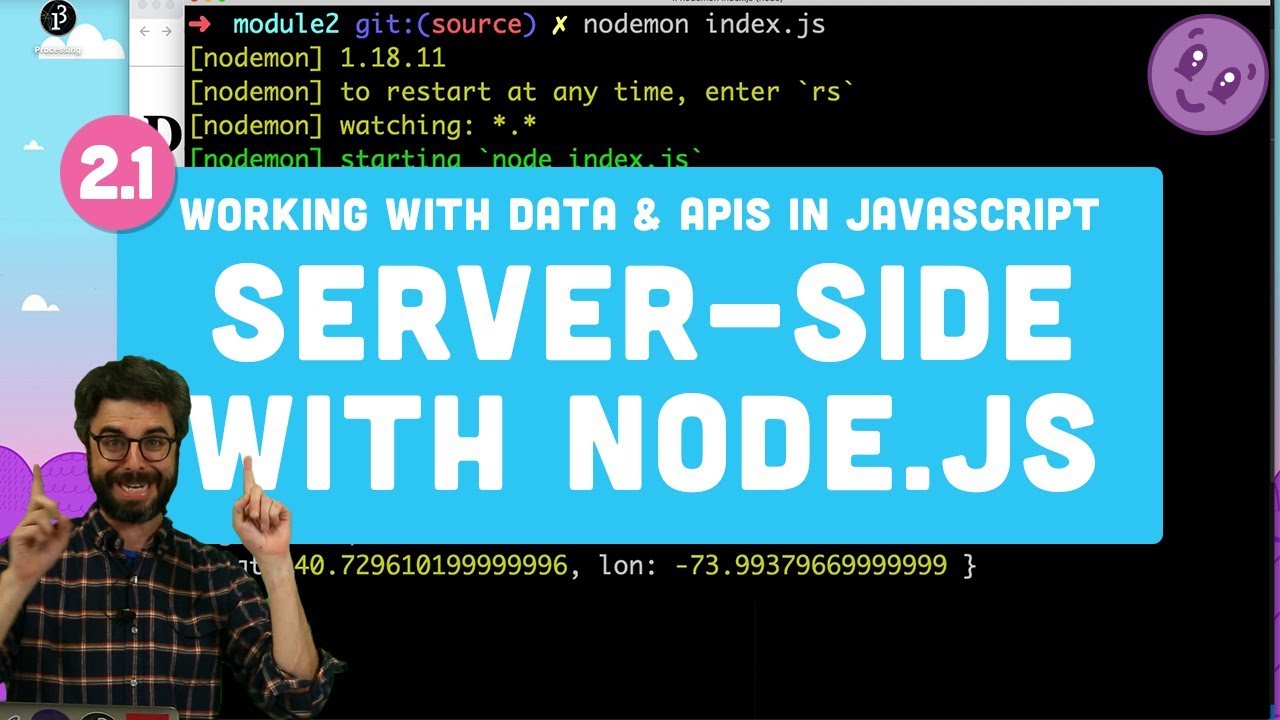 Processing
➜ module2 git:(source) ✗ nodemon index.js
[nodemon] 1.18.11
[nodemon] to restart at any time, enter `rs`
[nodemon] watching: *.*
[nodemon] starting `node index.js`
D
2.1
WORKING WITH DATA & APIS IN JAVASCRIPT
SERVER-SIDE
WITH NODE.JS
40.729610199999996, lon: -73.99379669999999 }